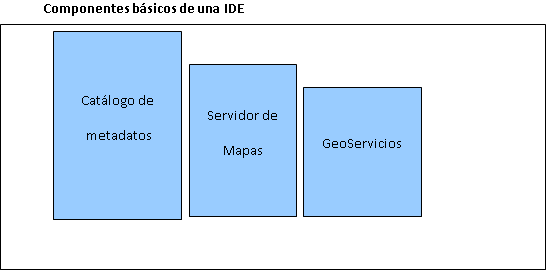 Componentes básicos de una IDE
Catálogo de
metadatos
Servidor de
Mapas
GeoServicios